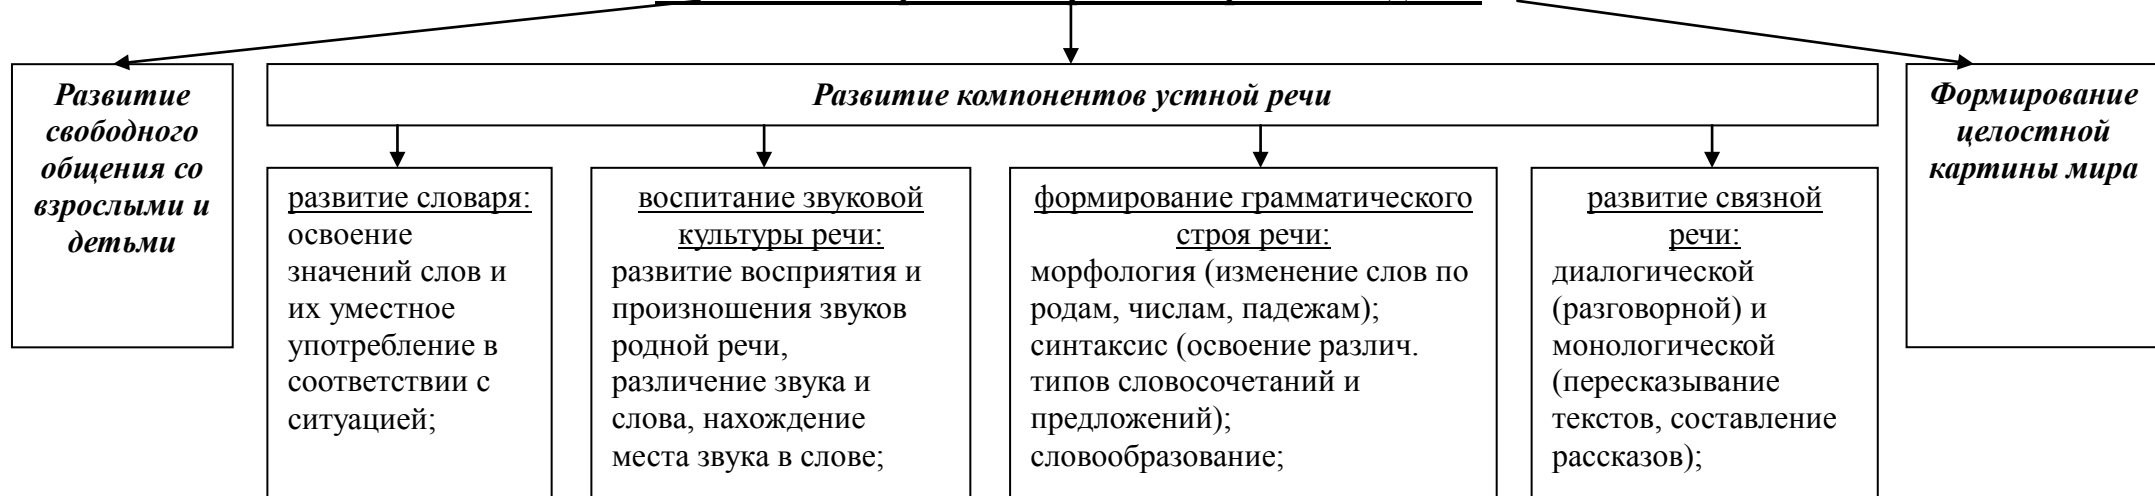 Развитие
свободного
общения со
взрослыми и
детьми
Развитие компонентов устной речи
Формирование
целостной
картины мира
развитие словаря:
освоение
значений слов и
их уместное
употребление в
соответствии с
ситуацией;
воспитание звуковой
культуры речи:
развитие восприятия и
произношения звуков
родной речи,
различение звука и
слова, нахождение
места звука в слове;
формирование грамматического
строя речи:
морфология (изменение слов по
родам, числам, падежам);
синтаксис (освоение различ.
типов словосочетаний и
предложений);
словообразование;
развитие связной
речи:
диалогической
(разговорной) и
монологической
(пересказывание
текстов, составление
рассказов);